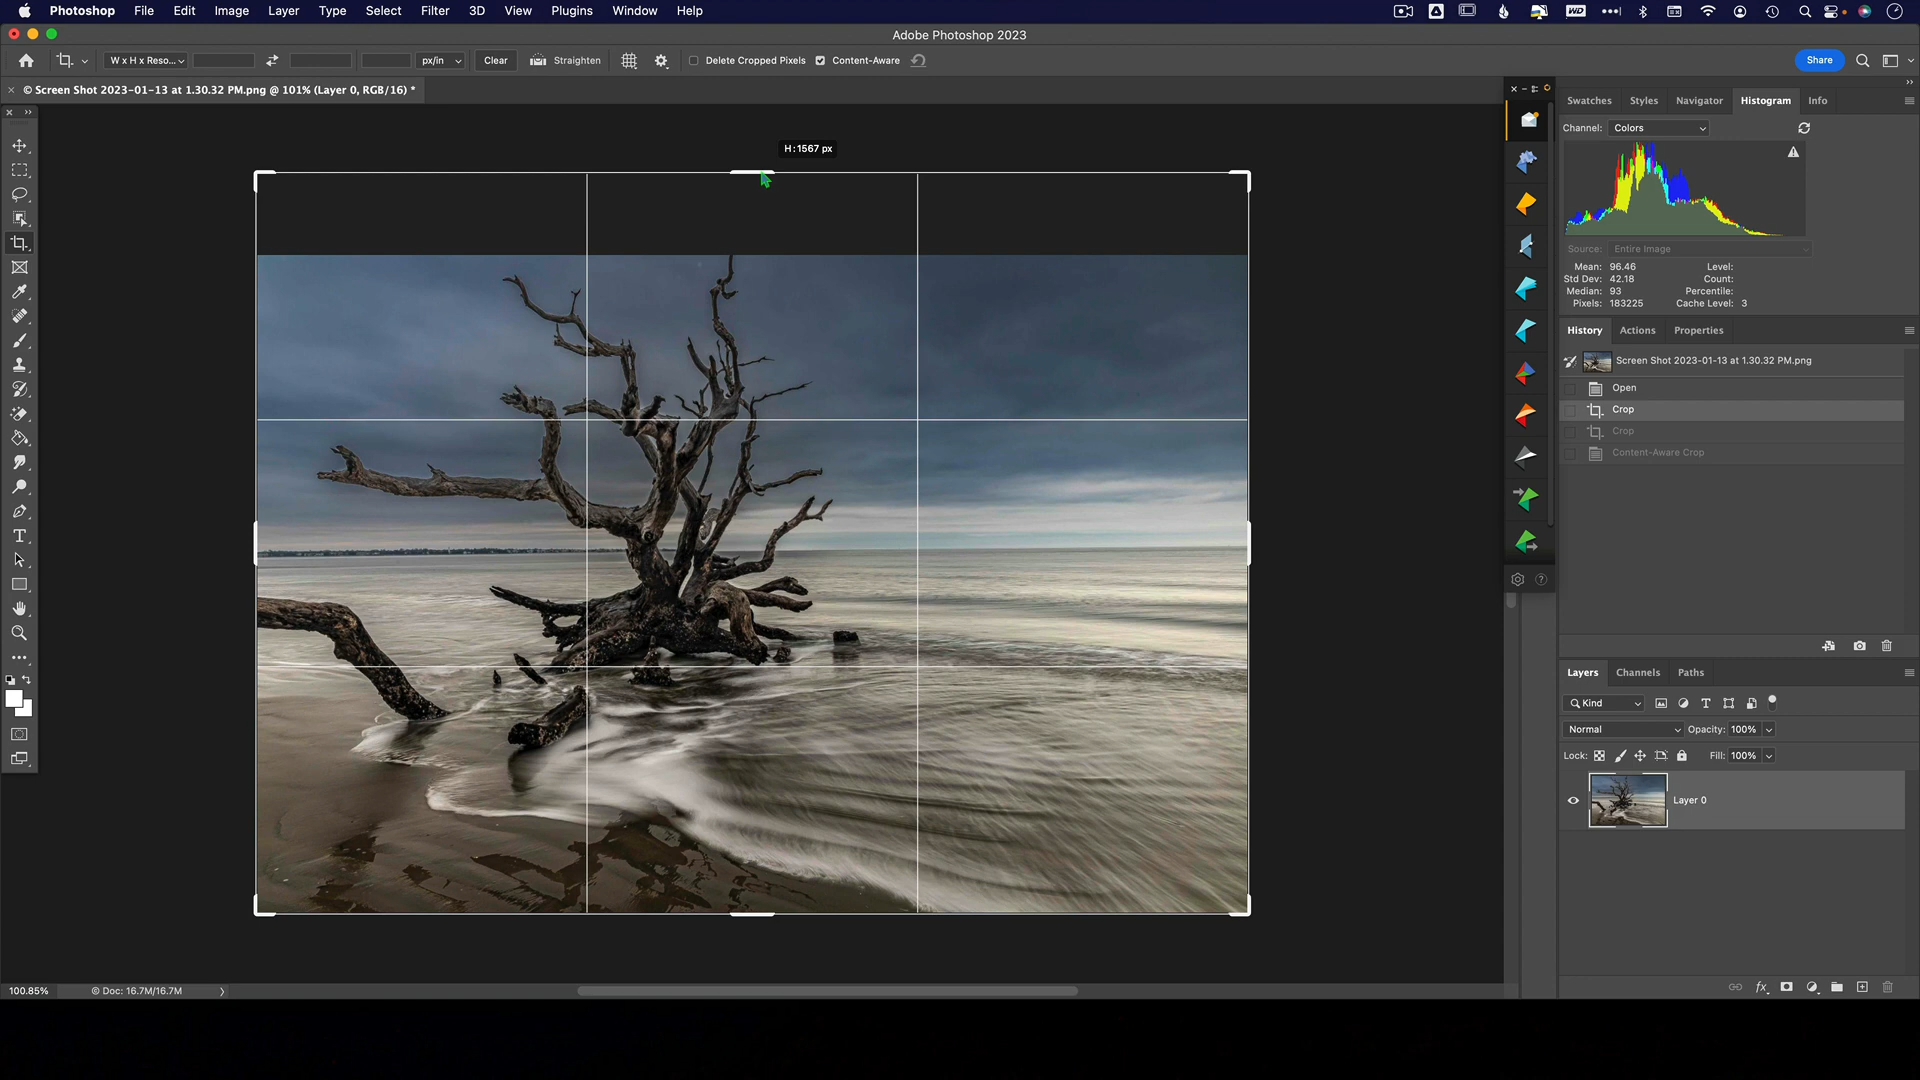 Photoshop File Edit Image Layer Type Select Filter 3D View Plugins Window Help
Adobe Photoshop 2023
W x H x Reso... px/in Clear Straighten Delete Cropped Pixels Content-Aware Share
© Screen Shot 2023-01-13 at 1.30.32 PM.png @ 101% (Layer 0, RGB/16) *
H: 1567 px
Swatches Styles Navigator Histogram Info
Channel: Colors
Source: Entire Image
Mean: 96.46 Level:
Std Dev: 42.18 Count:
Median: 93 Percentile:
Pixels: 183225 Cache Level: 3
History Actions Properties
Screen Shot 2023-01-13 at 1.30.32 PM.png
Open
Crop
Crop
Content-Aware Crop
Layers Channels Paths
Kind
Normal Opacity: 100%
Lock: Fill: 100%
Layer 0
fx
100.85% © Doc: 16.7M/16.7M